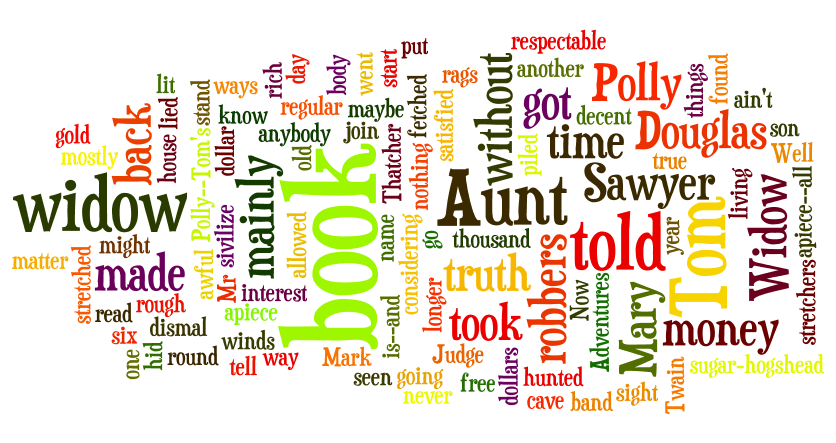 respectable
put
start
body
day
rich
went
ways
lit
stand
rags
another
things
found
ain't
Polly
got
without
fetched
satisfied
regular
maybe
know
anybody
join
dollar
house lied
back
gold
mostly
Polly--Tom's
awful
piled
decent
time
Douglas
true
son
Well
old
Thatcher
nothing
widow
mainly
sivilize
book
Aunt
Sawyer
living
Widow
apiece--all
allowed
name
considering
go
thousand
told
year
Tom
might
matter
stretched
made
Mr
interest
apiece
truth
robbers
Now
Adventures
Mary
money
stretchers
read
rough
six
dismal
one
hid
round
winds
tell
way
Mark
is--and
longer
took
Judge
seen
going
never
free
dollars
hunted
cave
band
sight
Twain
sugar-hogshead